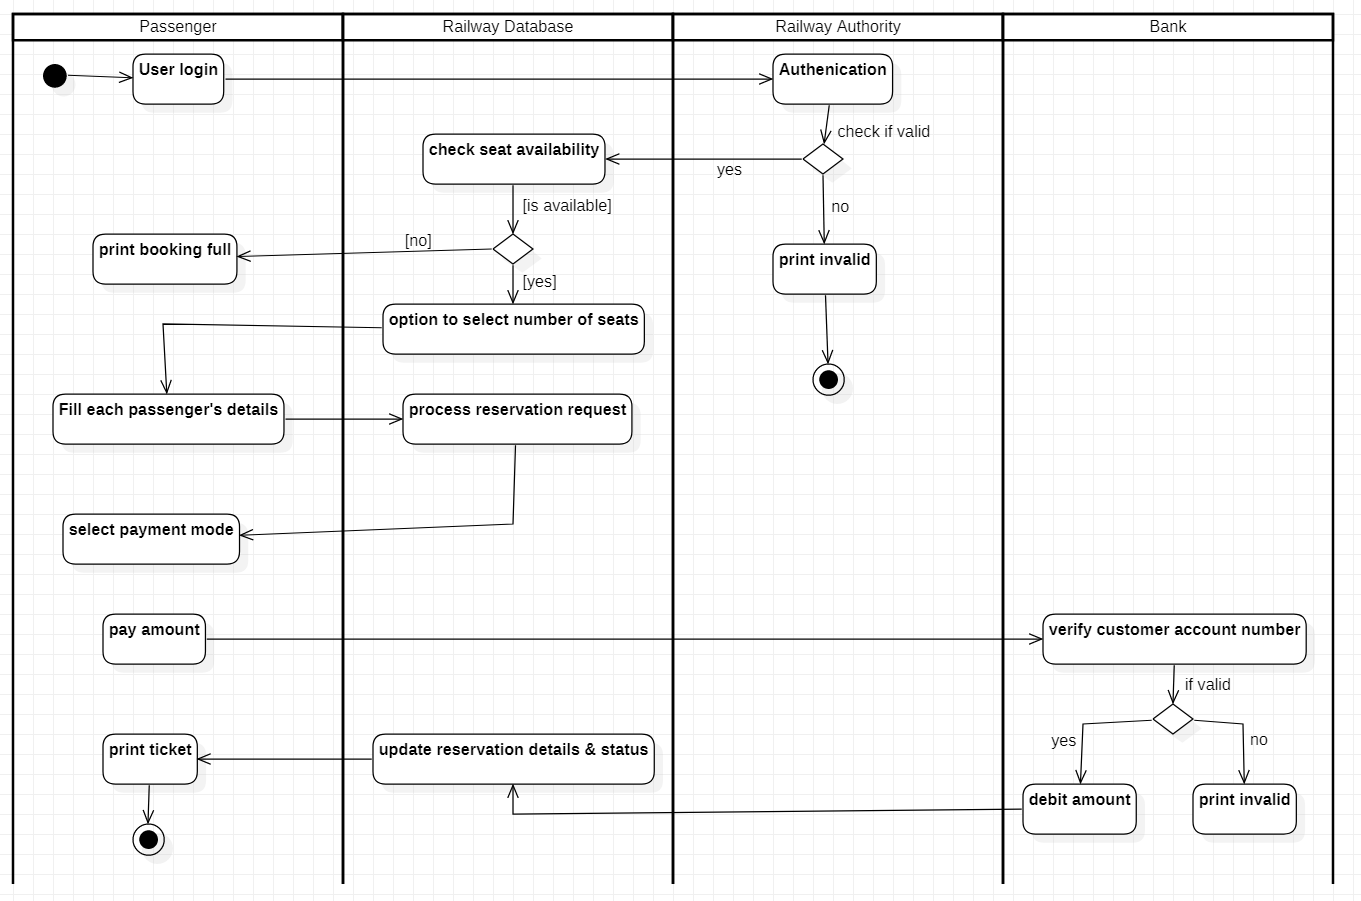 Passenger
Railway Database
Railway Authority
Bank
User login
Authenication
check if valid
check seat availability
yes
[is available]
no
print booking full
[no]
print invalid
[yes]
option to select number of seats
Fill each passenger's details
process reservation request
select payment mode
pay amount
verify customer account number
if valid
yes
no
print ticket
update reservation details & status
debit amount
print invalid